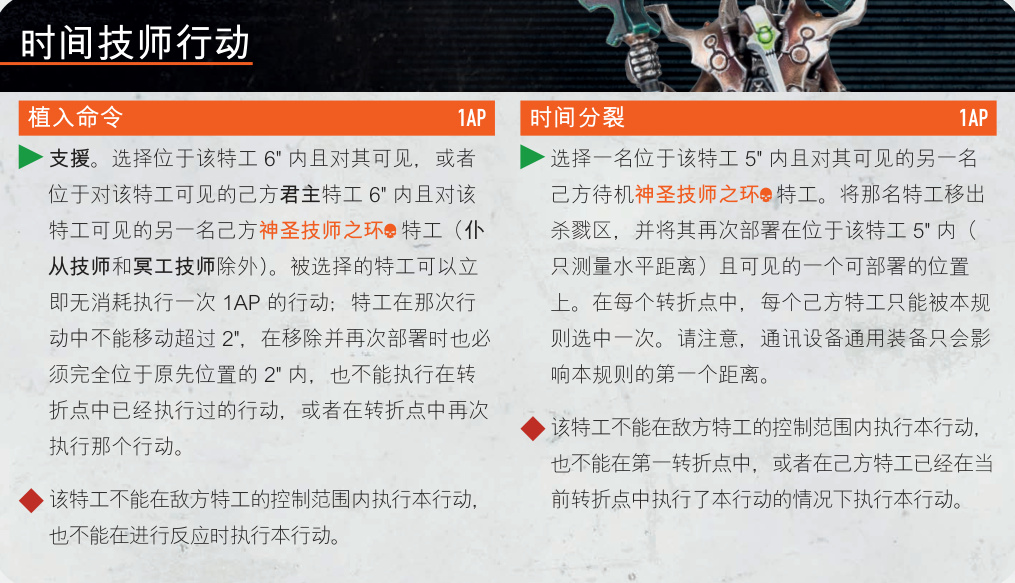 时间技师行动
植入命令 1AP
支援。选择位于该特工 6" 内且对其可见，或者
位于对该特工可见的己方君主特工 6" 内且对该
特工可见的另一名己方神圣技师之环特工（仆
从技师和冥工技师除外）。被选择的特工可以立
即无消耗执行一次 1AP 的行动；特工在那次行
动中不能移动超过 2"，在移除并再次部署时也必
须完全位于原先位置的 2" 内，也不能执行在转
折点中已经执行过的行动，或者在转折点中再次
执行那个行动。
该特工不能在敌方特工的控制范围内执行本行动，
也不能在进行反应时执行本行动。
时间分裂 1AP
选择一名位于该特工 5" 内且对其可见的另一名
己方待机神圣技师之环特工。将那名特工移出
杀戮区，并将其再次部署在位于该特工 5" 内（
只测量水平距离）且可见的一个可部署的位置
上。在每个转折点中，每个己方特工只能被本规
则选中一次。请注意，通讯设备通用装备只会影
响本规则的第一个距离。
该特工不能在敌方特工的控制范围内执行本行动，
也不能在第一转折点中，或者在己方特工已经在当
前转折点中执行了本行动的情况下执行本行动。